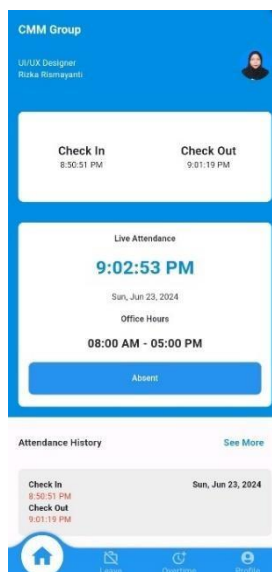 CMM Group
UI/UX Designer
Rizka Rismayanti
Check In
8:50:51 PM
Check Out
9:01:19 PM
Live Attendance
9:02:53 PM
Sun, Jun 23, 2024
Office Hours
08:00 AM - 05:00 PM
Absent
Attendance History
See More
Check In
Sun, Jun 23, 2024
8:50:51 PM
Check Out
9:01:19 PM
Leave
Overtime
Profile